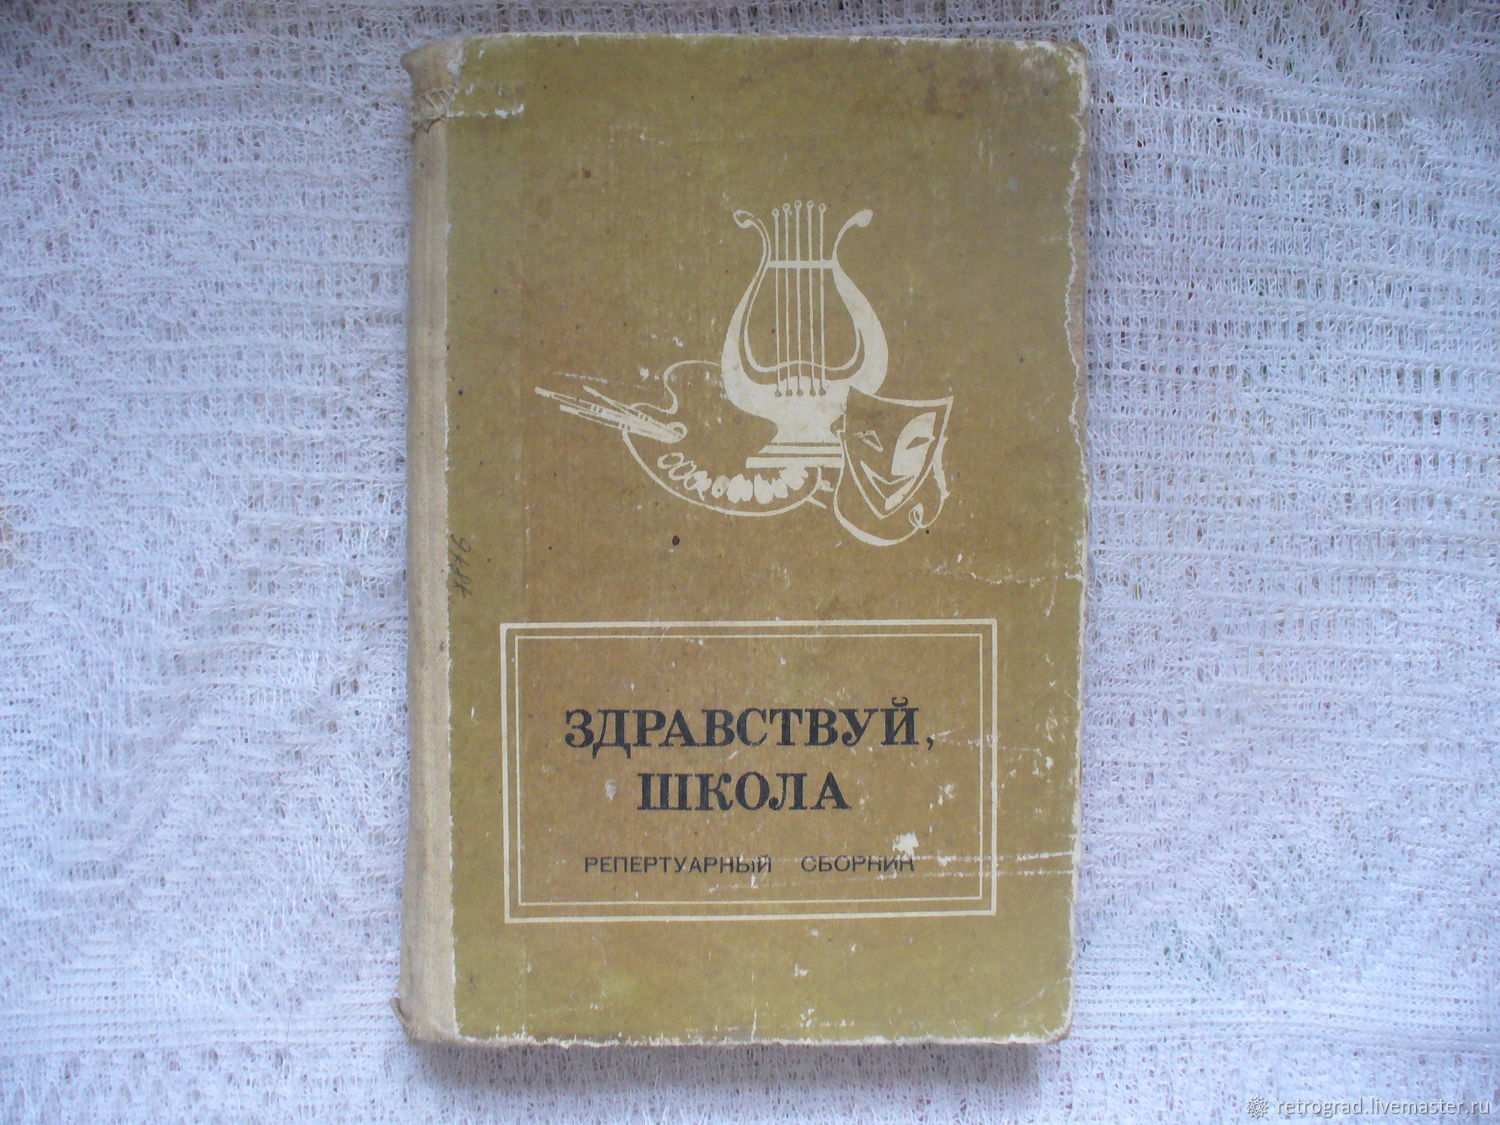 ЗДРАВСТВУЙ,
ШКОЛА
РЕПЕРТУАРНЫЙ СБОРНИК
retrograd.livemaster.ru